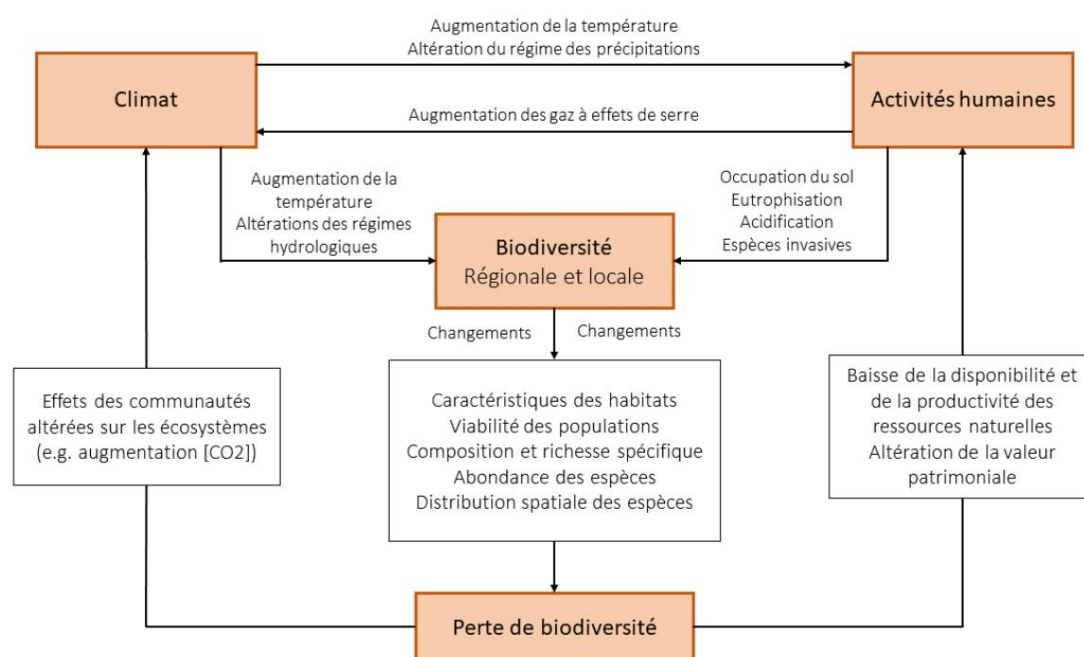 Augmentation de la température
Altération du régime des précipitations
Climat
Activités humaines
Augmentation des gaz à effets de serre
Augmentation de la
température
Altérations des régimes
hydrologiques
Occupation du sol
Eutrophisation
Acidification
Espèces invasives
Biodiversité
Régionale et locale
Changements
Changements
Effets des communautés
altérées sur les écosystèmes
(e.g. augmentation [CO2])
Caractéristiques des habitats
Viabilité des populations
Composition et richesse spécifique
Abondance des espèces
Distribution spatiale des espèces
Baisse de la disponibilité et
de la productivité des
ressources naturelles
Altération de la valeur
patrimoniale
Perte de biodiversité